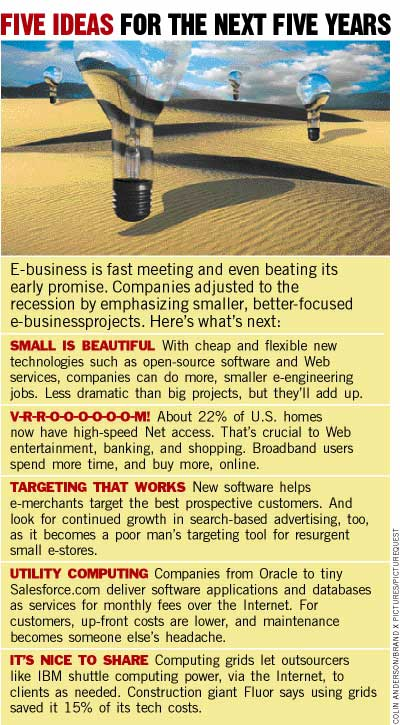 FIVE IDEAS FOR THE NEXT FIVE YEARS
E-business is fast meeting and even beating its
early promise. Companies adjusted to the
recession by emphasizing smaller, better-focused
e-businessprojects. Here's what's next:
SMALL IS BEAUTIFUL With cheap and flexible new
technologies such as open-source software and Web
services, companies can do more, smaller e-engineering
jobs. Less dramatic than big projects, but they'll add up.
V-R-R-O-O-O-O-O-M! About 22% of U.S. homes
now have high-speed Net access. That's crucial to Web
entertainment, banking, and shopping. Broadband users
spend more time, and buy more, online.
TARGETING THAT WORKS New software helps
e-merchants target the best prospective customers. And
look for continued growth in search-based advertising, too,
as it becomes a poor man's targeting tool for resurgent
small e-stores.
UTILITY COMPUTING Companies from Oracle to tiny
Salesforce.com deliver software applications and databases
as services for monthly fees over the Internet. For
customers, up-front costs are lower, and maintenance
becomes someone else's headache.
IT'S NICE TO SHARE Computing grids let outsourcers
like IBM shuttle computing power, via the Internet, to
clients as needed. Construction giant Fluor says using grids
saved it 15% of its tech costs.
COLIN ANDERSON/BRAND X PICTURES/PICTUREQUEST